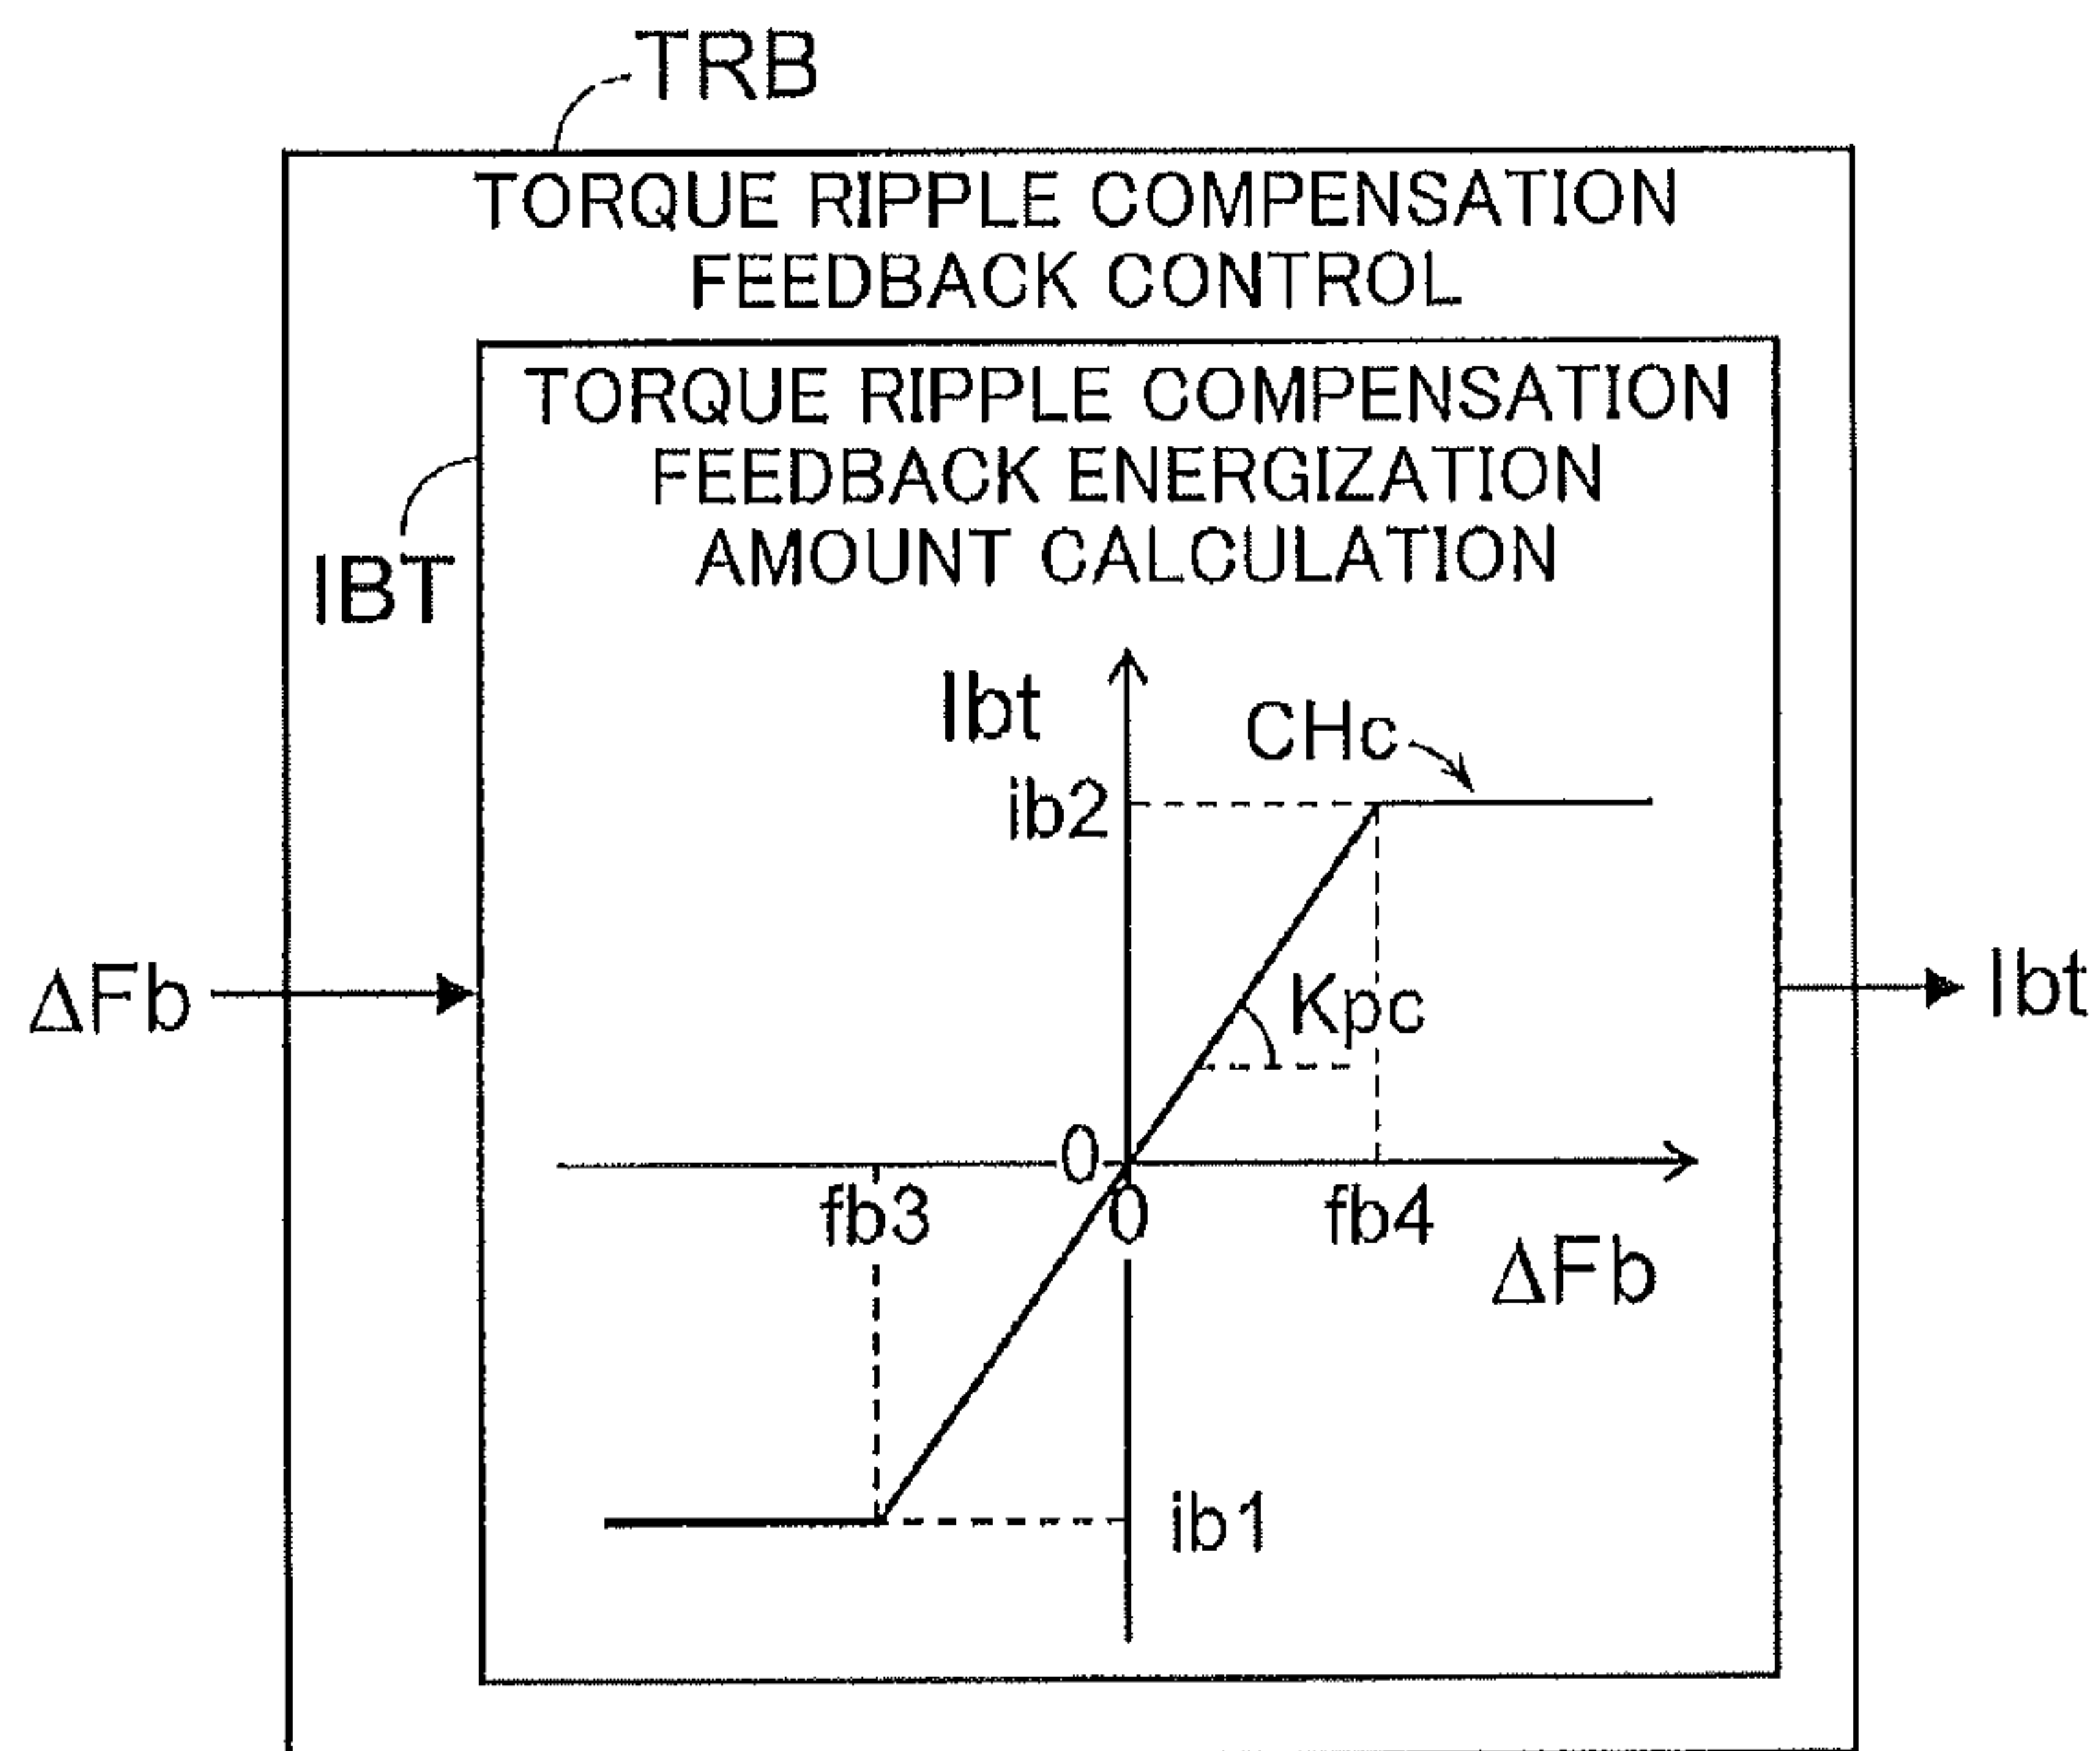 TRB
TORQUE RIPPLE COMPENSATION
FEEDBACK CONTROL
TORQUE RIPPLE COMPENSATION
FEEDBACK ENERGIZATION
AMOUNT CALCULATION
IBT
Ibt
CHc
ib2
ΔFb
Kpc
Ibt
0
fb3
0
fb4
ΔFb
ib1